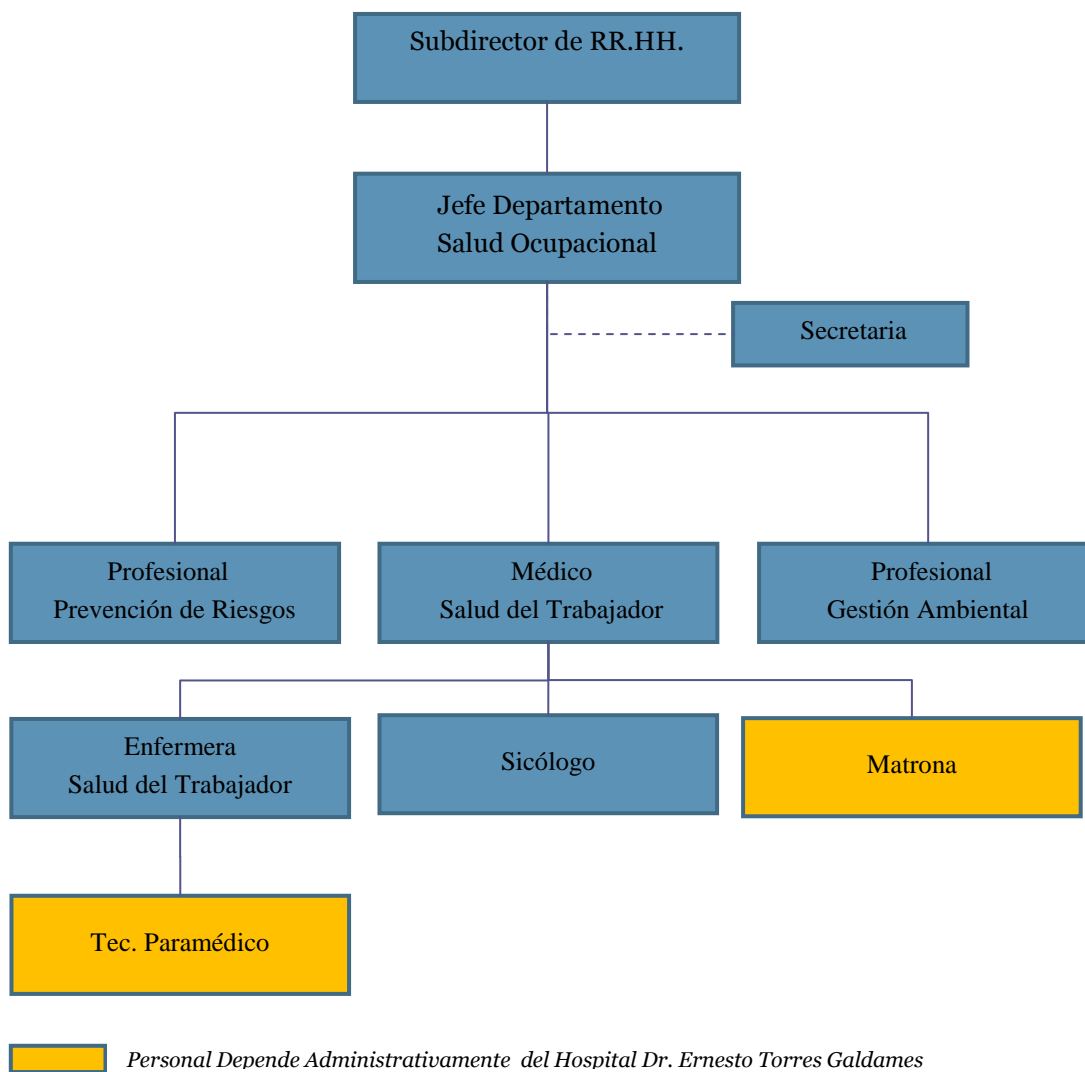 Subdirector de RR.HH.
Jefe Departamento
Salud Ocupacional
Secretaria
Profesional
Prevención de Riesgos
Médico
Salud del Trabajador
Profesional
Gestión Ambiental
Enfermera
Salud del Trabajador
Sicólogo
Matrona
Tec. Paramédico
Personal Depende Administrativamente del Hospital Dr. Ernesto Torres Galdames